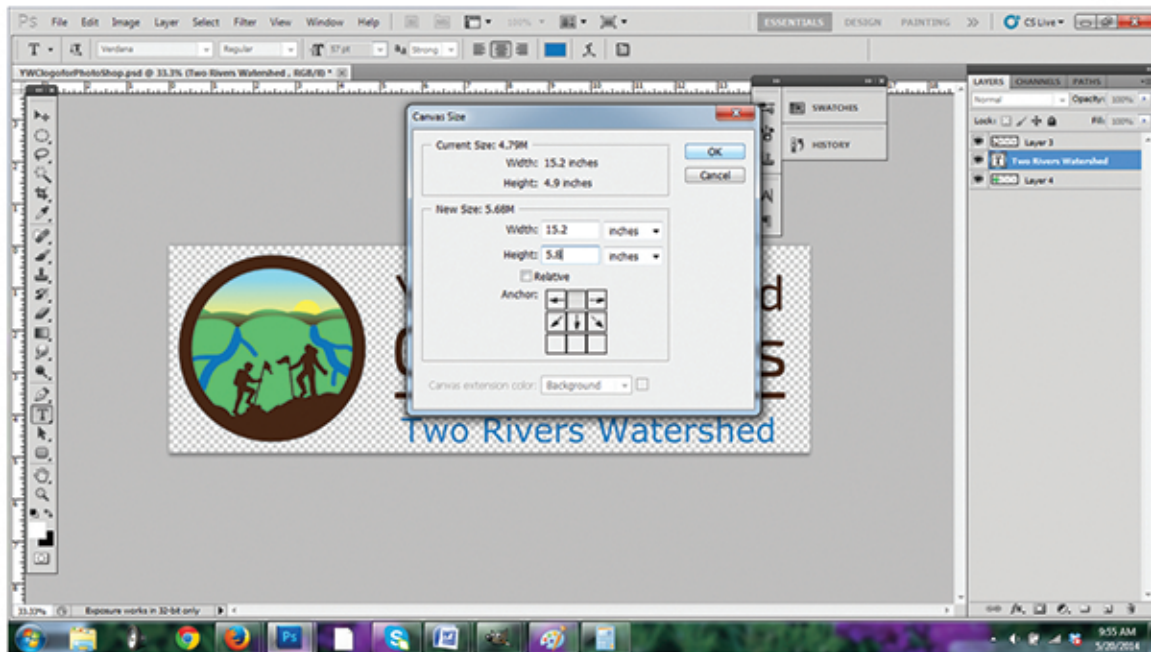 PS File Edit Image Layer Select Filter View Window Help 100% ESSENTIALS DESIGN PAINTING CS Live
T Verdana Regular 57 pt Strong
YWClogoforPhotoShop.psd @ 33.3% (Two Rivers Watershed , RGB/8) *
SWATCHES
HISTORY
LAYERS CHANNELS PATHS
Normal Opacity: 100%
Lock: Fill: 100%
Layer 3
Two Rivers Watershed
Layer 4
Canvas Size
Current Size: 4.79M
Width: 15.2 inches
Height: 4.9 inches
OK
Cancel
New Size: 5.68M
Width: 15.2 inches
Height: 5.8 inches
Relative
Anchor:
Canvas extension color: Background
Two Rivers Watershed
33.33% Exposure works in 32-bit only
Ps
9:55 AM
5/20/2014